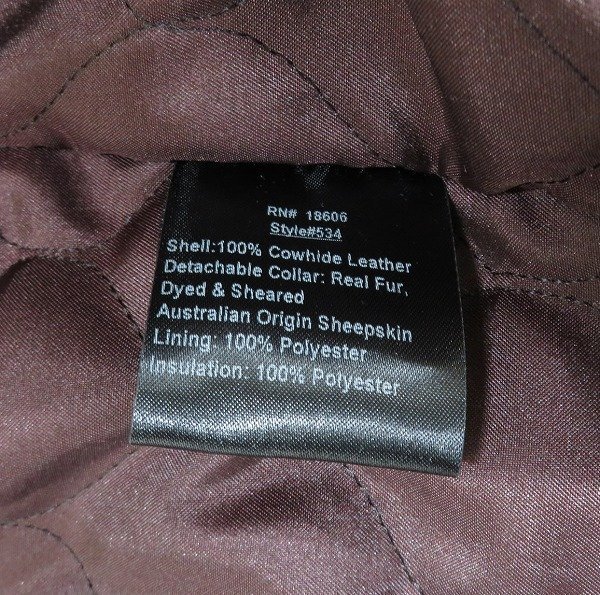 RN# 18606
Style#534
Shell:100% Cowhide Leather
Detachable Collar: Real Fur,
Dyed & Sheared
Australian Origin Sheepskin
Lining: 100% Polyester
Insulation: 100% Polyester